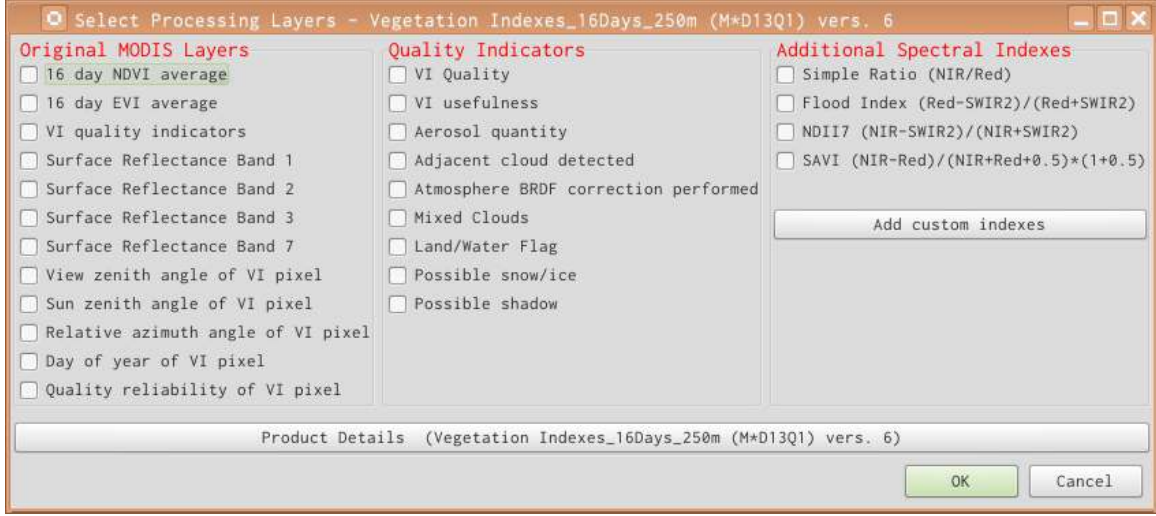 Select Processing Layers – Vegetation Indexes_16Days_250m (M*D13Q1) vers. 6
Original MODIS Layers
16 day NDVI average
16 day EVI average
VI quality indicators
Surface Reflectance Band 1
Surface Reflectance Band 2
Surface Reflectance Band 3
Surface Reflectance Band 7
View zenith angle of VI pixel
Sun zenith angle of VI pixel
Relative azimuth angle of VI pixel
Day of year of VI pixel
Quality reliability of VI pixel
Quality Indicators
VI Quality
VI usefulness
Aerosol quantity
Adjacent cloud detected
Atmosphere BRDF correction performed
Mixed Clouds
Land/Water Flag
Possible snow/ice
Possible shadow
Additional Spectral Indexes
Simple Ratio (NIR/Red)
Flood Index (Red-SWIR2)/(Red+SWIR2)
NDII7 (NIR-SWIR2)/(NIR+SWIR2)
SAVI (NIR-Red)/(NIR+Red+0.5)*(1+0.5)
Add custom indexes
Product Details (Vegetation Indexes_16Days_250m (M*D13Q1) vers. 6)
OK
Cancel